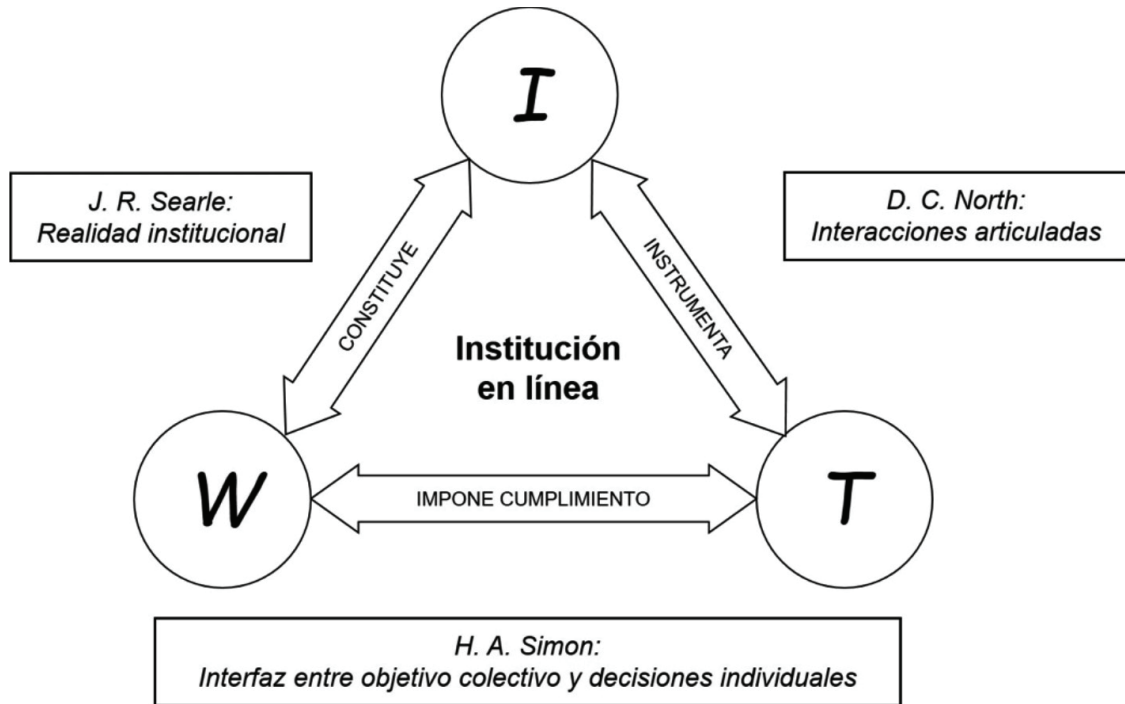 I
J. R. Searle:
Realidad institucional
D. C. North:
Interacciones articuladas
CONSTITUYE
INSTRUMENTA
Institución
en línea
W
IMPONE CUMPLIMIENTO
T
H. A. Simon:
Interfaz entre objetivo colectivo y decisiones individuales